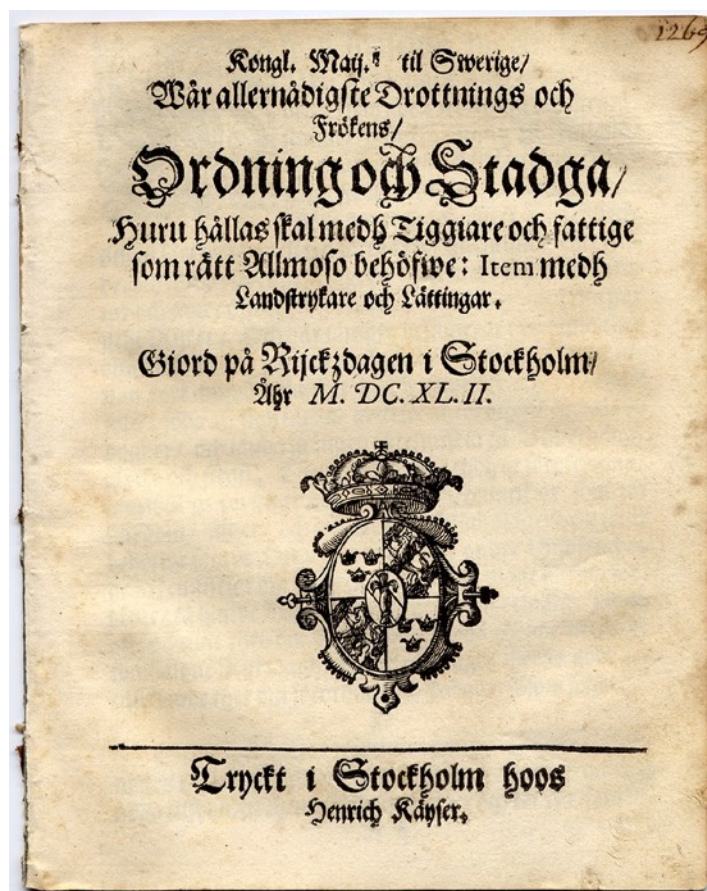 1269
Kongl. Maij.ᵗ til Swerige/
Wår allernådigste Drottnings och
Frökens/
Ordning och Stadga/
Huru hållas skal medh Tiggiare och fattige
som rätt Allmoso behöfwe: Item medh
Landstrykare och Lättingar.
Giord på Rijckzdagen i Stockholm/
Åhr M. DC. XL. II.
Tryckt i Stockholm hoos
Henrich Käyser.